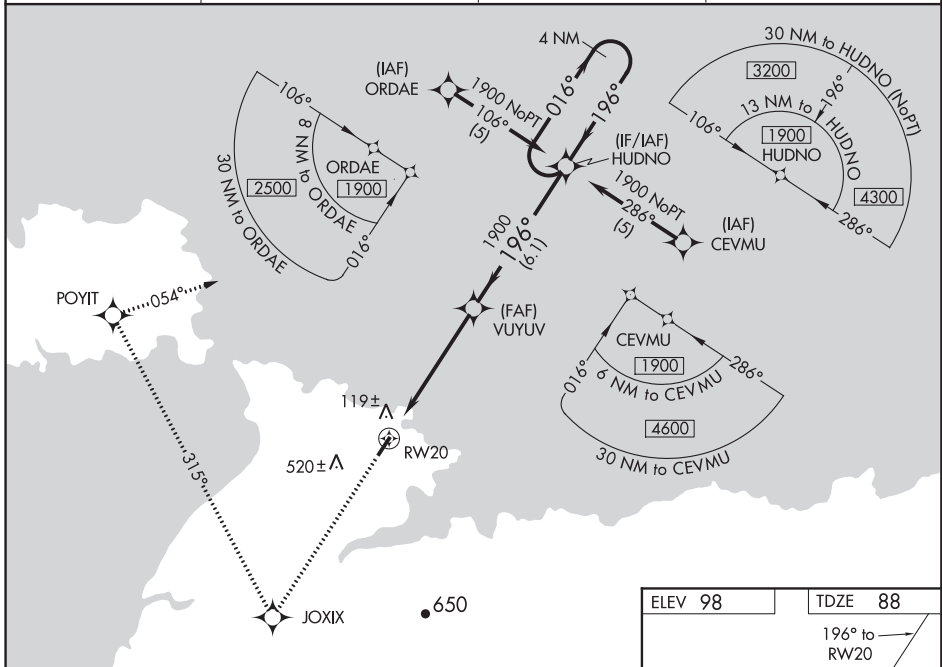 4 NM
016°
196°
(IAF)
ORDAE
1900 NoPT
106°
(5)
(IF/IAF)
HUDNO
1900 NoPT
286°
(5)
(IAF)
CEVMU
30 NM to HUDNO (NoPT)
3200
196°
13 NM to HUDNO
106°
1900
HUDNO
4300
286°
106°
8 NM to ORDAE
ORDAE
1900
2500
30 NM to ORDAE
016°
1900
196°
(6.1)
POYIT
054°
(FAF)
VUYUV
CEVMU
1900
286°
016°
6 NM to CEVMU
4600
30 NM to CEVMU
119±
RW20
520±
315°
JOXIX
650
ELEV 98
TDZE 88
196° to
RW20